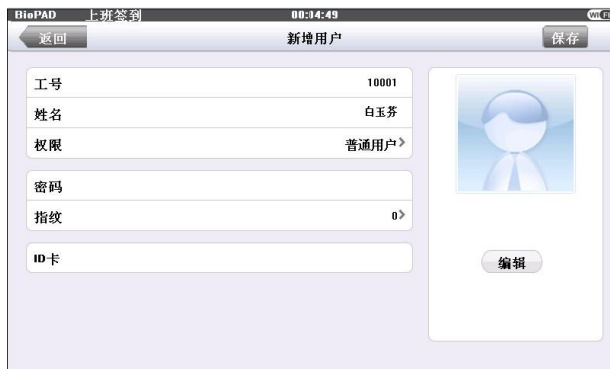 BioPAD 上班签到 00:04:49 WIFI
返回 新增用户 保存
工号 10001
姓名 白玉芬
权限 普通用户
密码
指纹 0
ID卡
编辑